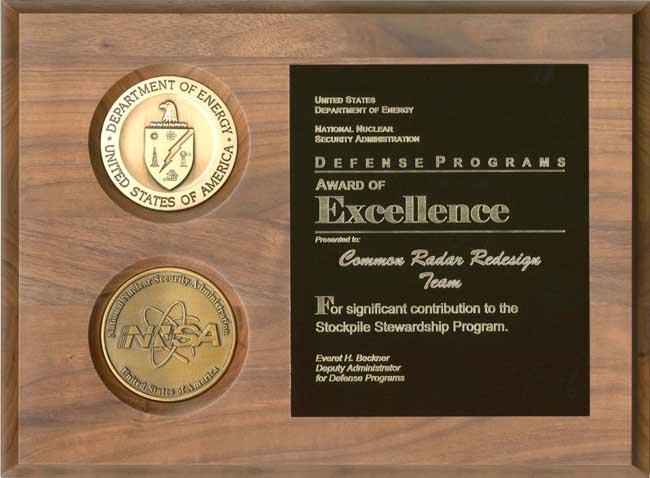 DEPARTMENT OF ENERGY
UNITED STATES OF AMERICA
National Nuclear Security Administration
NNSA
United States of America
UNITED STATES
DEPARTMENT OF ENERGY
NATIONAL NUCLEAR
SECURITY ADMINISTRATION
DEFENSE PROGRAMS
AWARD OF
Excellence
Presented to:
Common Radar Redesign
Team
For significant contribution to the
Stockpile Stewardship Program.
Everet H. Beckner
Deputy Administrator
for Defense Programs